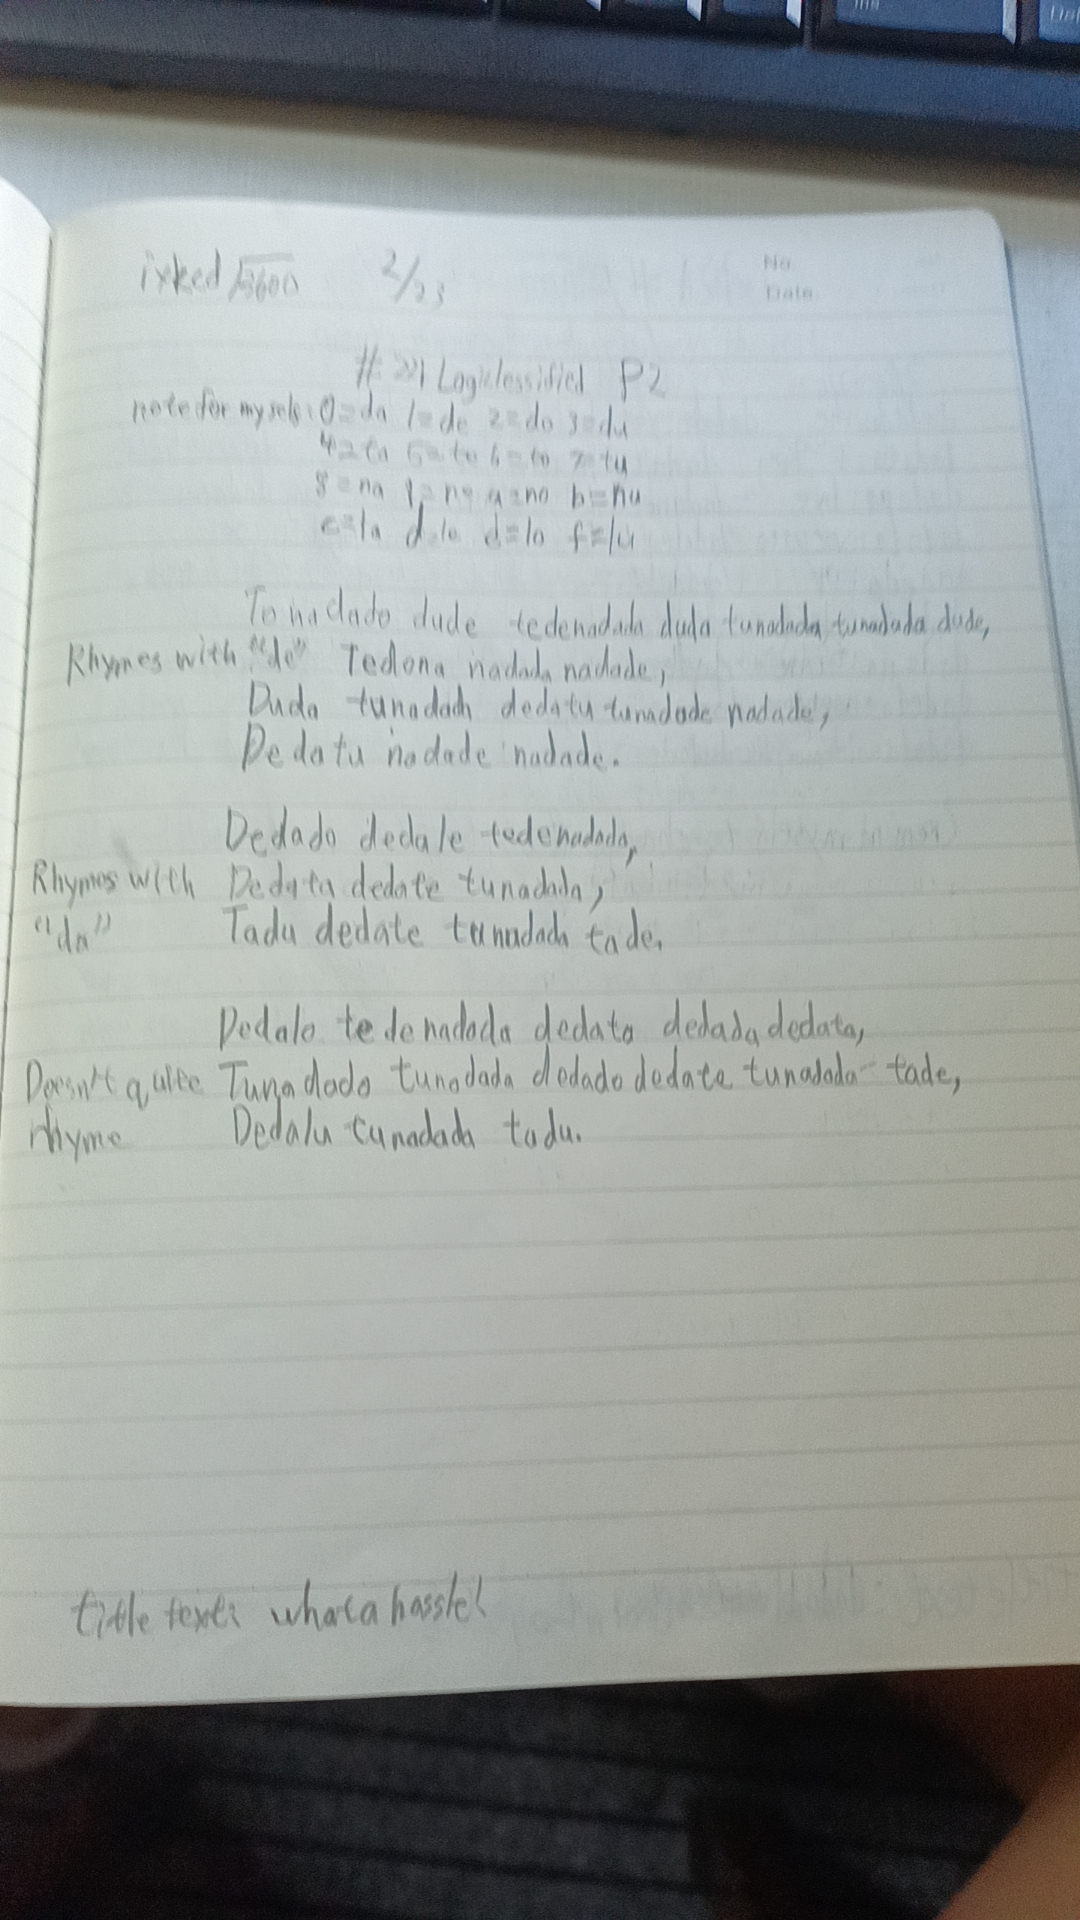 ixked √3600 2/23
No.
Date
# 221 Logiclessified P2
note for myself: 0=da 1=de 2=do 3=du
4=ta 5=te 6=to 7=tu
8=na 9=ne a=no b=nu
c=la d=le e=lo f=lu
Tonadado dude tedenadada duda tunadada tunadada dude,
Rhymes with "de" Tedona nadada nadade,
Duda tunadada dedatu tunadade nadade,
Dedatu nadade nadade.
Dedado dedale tedenadada,
Rhymes with Dedata dedate tunadada,
"da" Tadu dedate tunadada tade.
Dedalo tedenadada dedato dedada dedata,
Doesn't quite Tunadado tunadada dedado dedate tunadada tade,
rhyme Dedalu tunadada tadu.
title text: what a hassle!